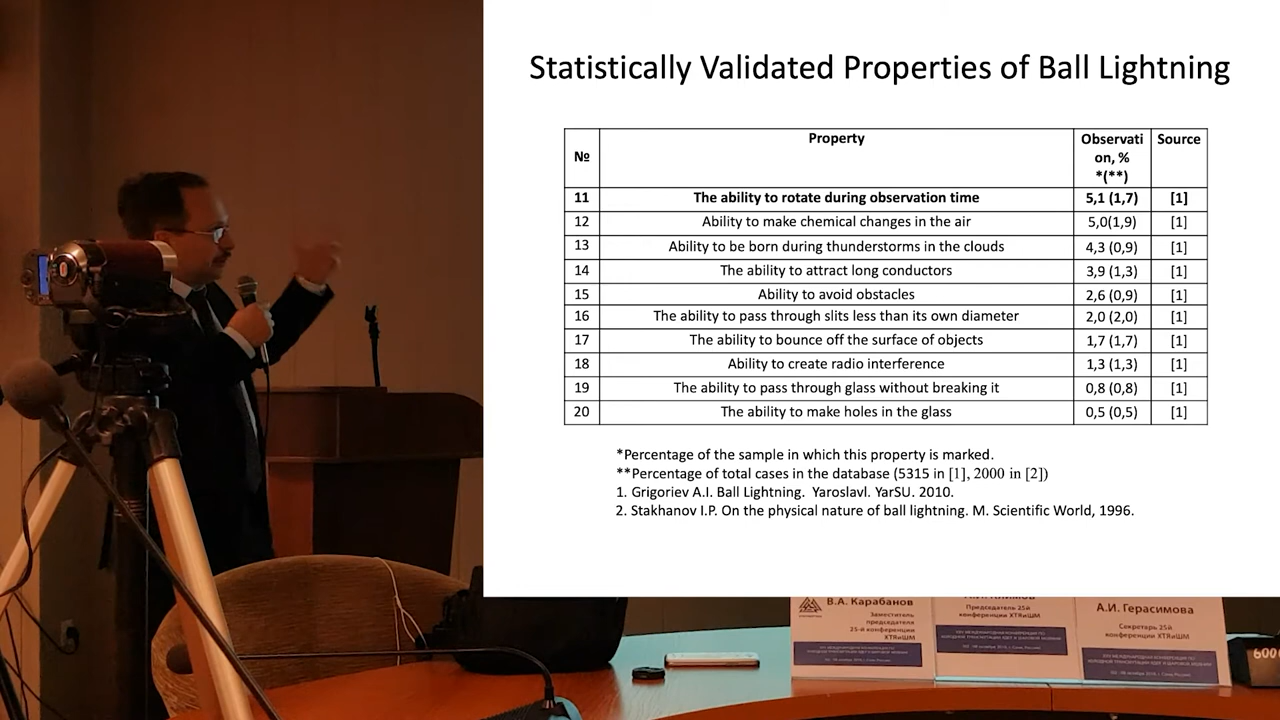 Statistically Validated Properties of Ball Lightning
№ Property Observati on, % *(**) Source
11 The ability to rotate during observation time 5,1 (1,7) [1]
12 Ability to make chemical changes in the air 5,0(1,9) [1]
13 Ability to be born during thunderstorms in the clouds 4,3 (0,9) [1]
14 The ability to attract long conductors 3,9 (1,3) [1]
15 Ability to avoid obstacles 2,6 (0,9) [1]
16 The ability to pass through slits less than its own diameter 2,0 (2,0) [1]
17 The ability to bounce off the surface of objects 1,7 (1,7) [1]
18 Ability to create radio interference 1,3 (1,3) [1]
19 The ability to pass through glass without breaking it 0,8 (0,8) [1]
20 The ability to make holes in the glass 0,5 (0,5) [1]
*Percentage of the sample in which this property is marked.
**Percentage of total cases in the database (5315 in [1], 2000 in [2])
1. Grigoriev A.I. Ball Lightning. Yaroslavl. YarSU. 2010.
2. Stakhanov I.P. On the physical nature of ball lightning. M. Scientific World, 1996.
В.А. Карабанов
Заместитель
председателя
25-й конференции
ХТЯиШМ
Председатель 25й
конференции ХТЯиШМ
А.И. Герасимова
Секретарь 25й
конференции ХТЯиШМ
600